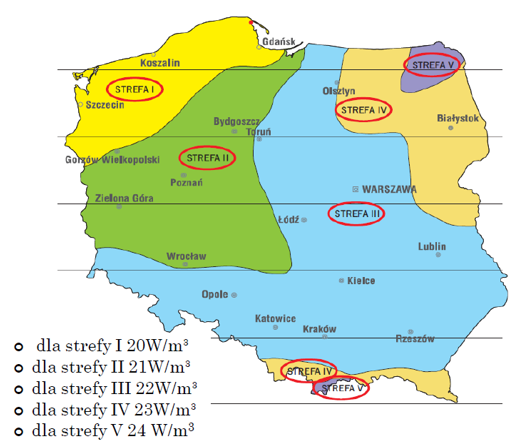 Gdańsk
Koszalin
STREFA V
STREFA I
Olsztyn
Szczecin
STREFA IV
Bydgoszcz
Białystok
Toruń
Gorzów Wielkopolski
STREFA II
Poznań
WARSZAWA
Zielona Góra
STREFA III
Łódź
Lublin
Wrocław
Kielce
Opole
Katowice
Kraków
Rzeszów
dla strefy I 20W/m³
dla strefy II 21W/m³
dla strefy III 22W/m³
dla strefy IV 23W/m³
dla strefy V 24 W/m³
STREFA IV
STREFA V